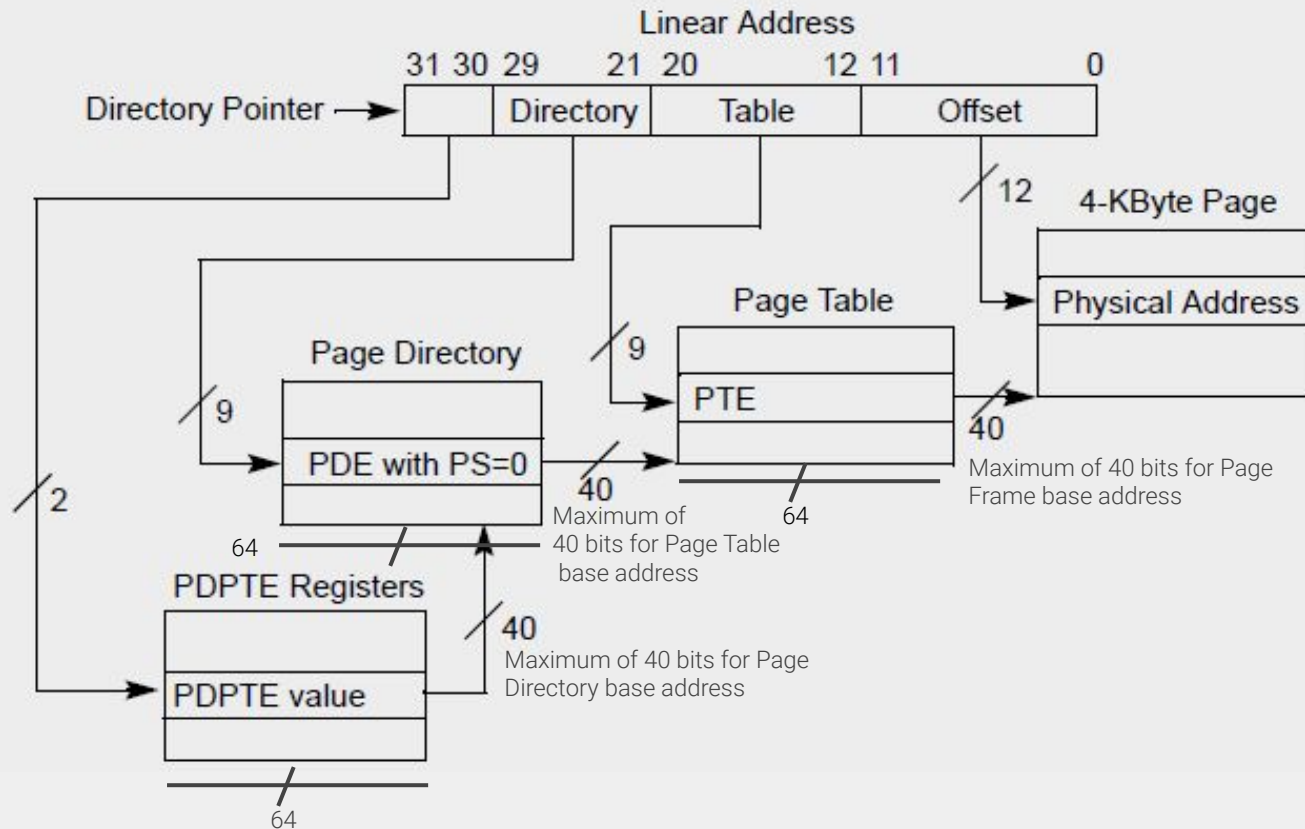 Linear Address
31 30 29 21 20 12 11 0
Directory Pointer
Directory Table Offset
12
4-KByte Page
Physical Address
Page Table
9
PTE
40
Maximum of 40 bits for Page
Frame base address
64
Page Directory
9
PDE with PS=0
40
Maximum of
40 bits for Page Table
base address
64
2
PDPTE Registers
PDPTE value
40
Maximum of 40 bits for Page
Directory base address
64